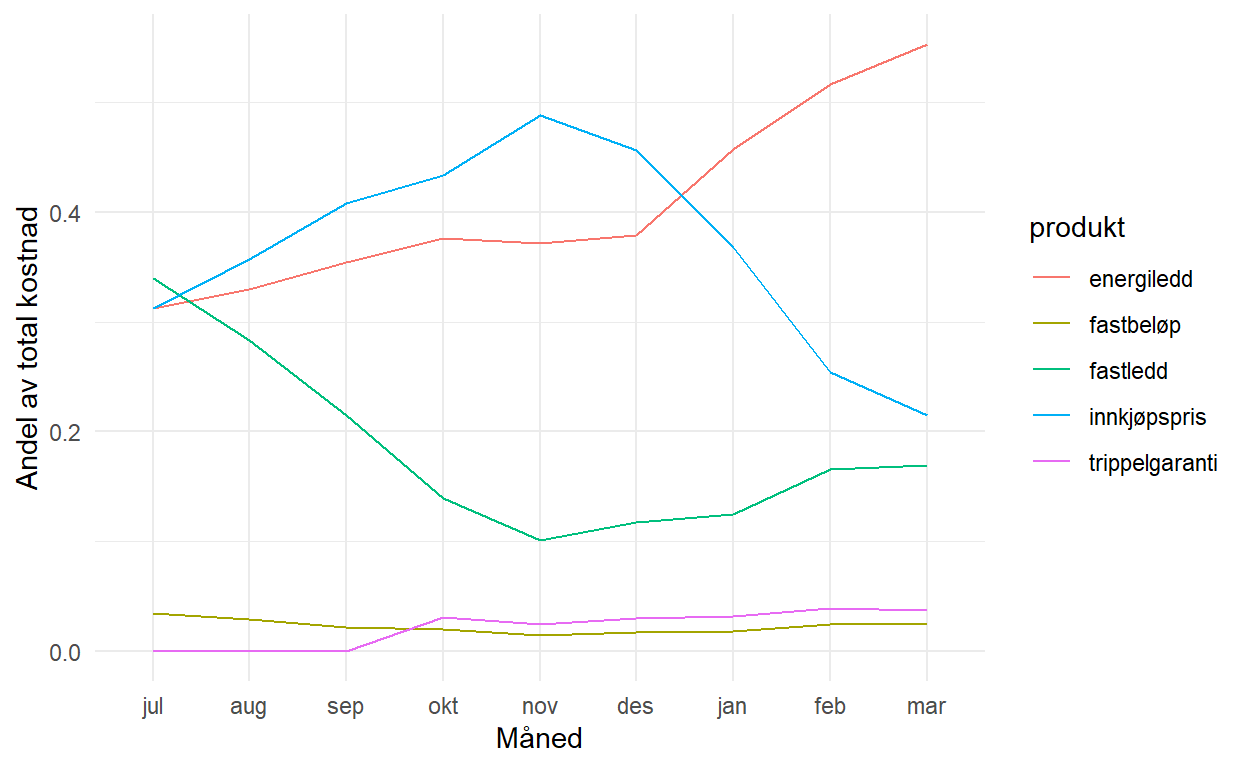 Andel av total kostnad
0.4
0.2
0.0
jul aug sep okt nov des jan feb mar
Måned
produkt
energiledd
fastbeløp
fastledd
innkjøpspris
trippelgaranti